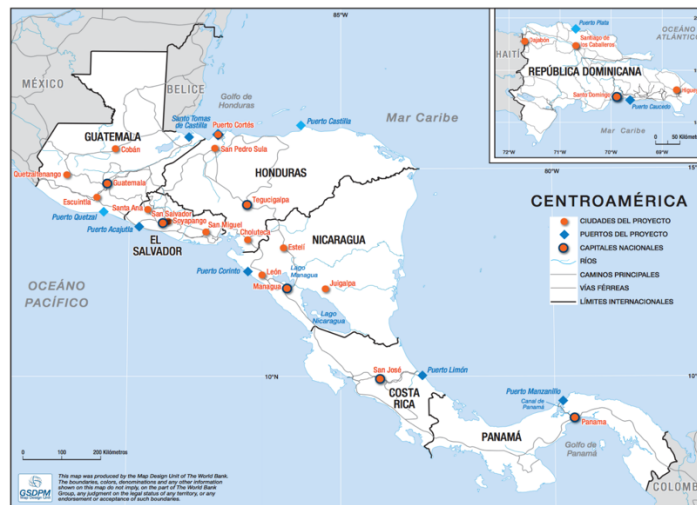 85°W
MÉXICO
BELICE
Golfo de
Honduras
Mar Caribe
Santo Tomas
de Castilla
Puerto Cortés
Puerto Castilla
GUATEMALA
Cobán
San Pedro Sula
Quetzaltenango
Guatemala
HONDURAS
Escuintla
Santa Ana
San Salvador
Soyapango
Tegucigalpa
Puerto Quetzal
Puerto Acajutla
San Miguel
Choluteca
EL
SALVADOR
NICARAGUA
Estelí
Puerto Corinto
León
Lago
Managua
Managua
Juigalpa
Lago
Nicaragua
OCEÁNO
PACÍFICO
10°N
San José
Puerto Limón
COSTA
RICA
Puerto Manzanillo
Canal de
Panamá
Panama
PANAMÁ
Golfo de
Panamá
COLOMB
0 100 200 Kilómetros
GSDPM
Map Design Unit
This map was produced by the Map Design Unit of The World Bank.
The boundaries, colors, denominations and any other information
shown on this map do not imply, on the part of The World Bank
Group, any judgment on the legal status of any territory, or any
endorsement or acceptance of such boundaries.
OCEÁNO
ATLÁNTICO
Puerto Plata
Dajabón
Santiago de
los Caballeros
HAITÍ
REPÚBLICA DOMINICANA
Santo Domingo
Puerto Caucedo
Higuey
Mar Caribe
0 50 Kilómetros
72°W
70°W
69°W
15°
CENTROAMÉRICA
CIUDADES DEL PROYECTO
PUERTOS DEL PROYECTO
CAPITALES NACIONALES
RÍOS
CAMINOS PRINCIPALES
VÍAS FÉRREAS
LÍMITES INTERNACIONALES